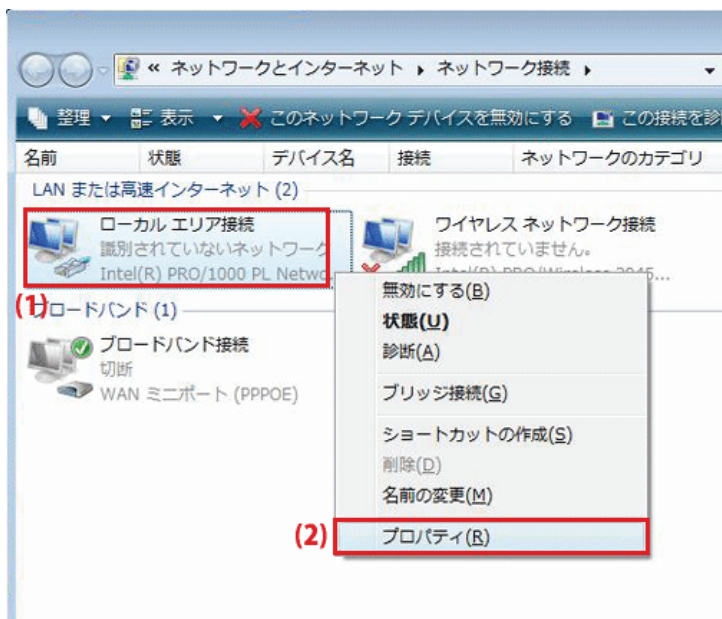 « ネットワークとインターネット ▸ ネットワーク接続 ▸
整理 ▼ 表示 ▼ このネットワーク デバイスを無効にする この接続を診
名前 状態 デバイス名 接続 ネットワークのカテゴリ
LAN または高速インターネット (2)
ローカル エリア接続
識別されていないネットワーク
Intel(R) PRO/1000 PL Netwo...
(1)
ワイヤレス ネットワーク接続
接続されていません。
Intel(R) PRO/Wireless 3945...
ブロードバンド (1)
ブロードバンド接続
切断
WAN ミニポート (PPPOE)
無効にする(B)
状態(U)
診断(A)
ブリッジ接続(G)
ショートカットの作成(S)
削除(D)
名前の変更(M)
(2) プロパティ(R)